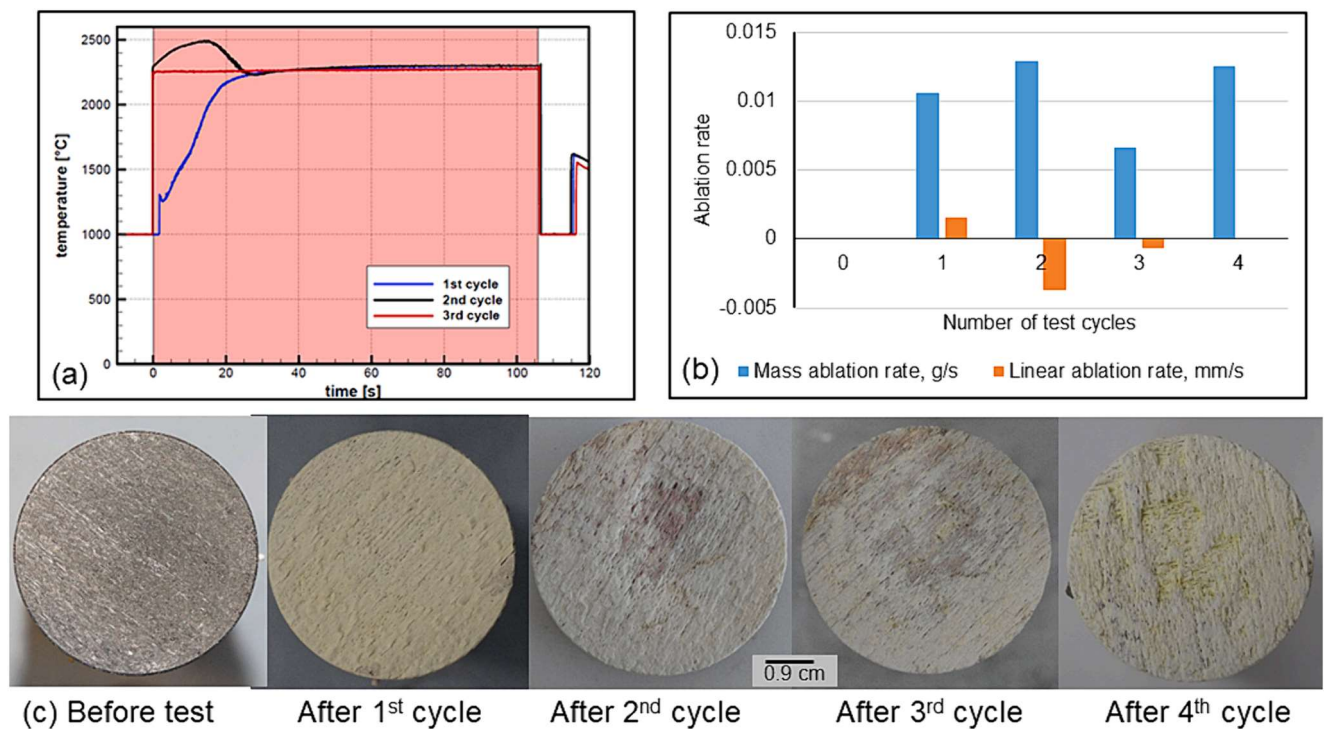 2500
2000
1500
1000
500
0
temperature [°C]
1st cycle
2nd cycle
3rd cycle
0 20 40 60 80 100 120
time [s]
(a)
0.015
0.01
0.005
0
-0.005
Ablation rate
0 1 2 3 4
Number of test cycles
(b)
Mass ablation rate, g/s Linear ablation rate, mm/s
0.9 cm
(c) Before test After 1st cycle After 2nd cycle After 3rd cycle After 4th cycle